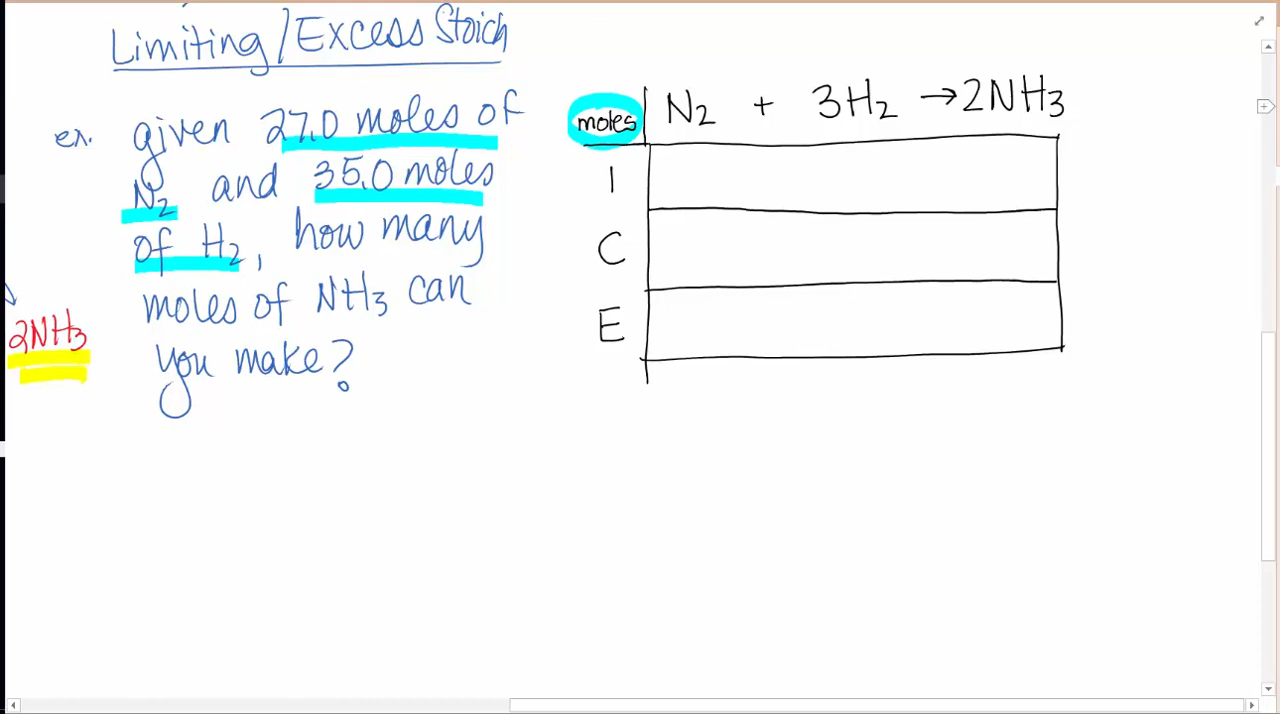 Limiting/Excess Stoich
ex. given 27.0 moles of
N2 and 35.0 moles
of H2, how many
moles of NH3 can
you make?
2NH3
moles N2 + 3H2 → 2NH3
I
C
E